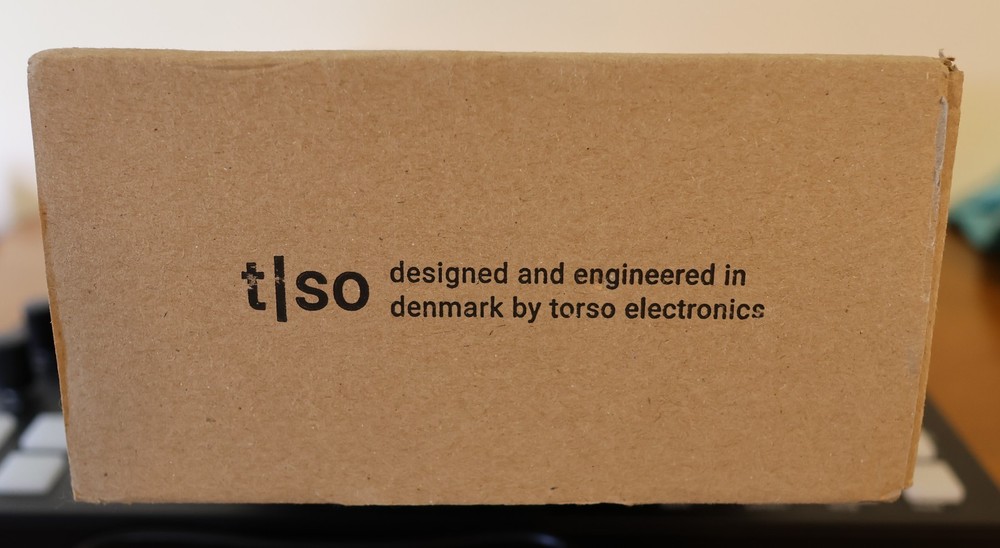 t|so
designed and engineered in
denmark by torso electronics